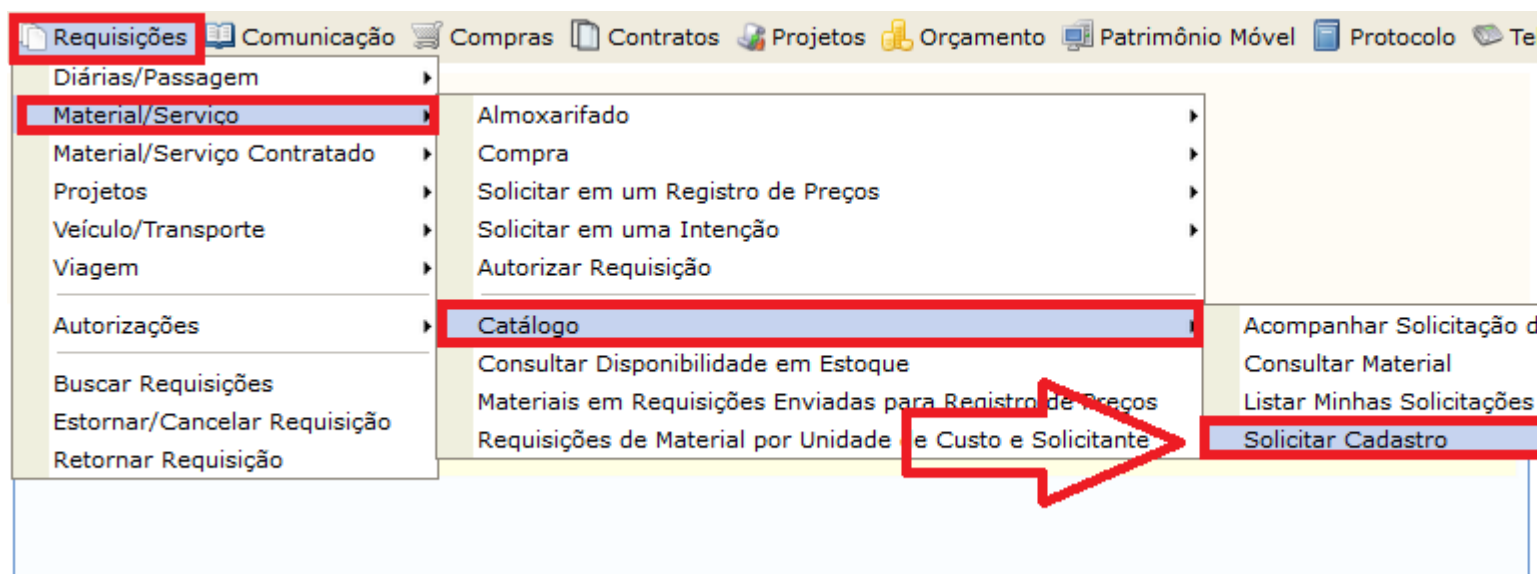 Requisições Comunicação Compras Contratos Projetos Orçamento Patrimônio Móvel Protocolo
Diárias/Passagem
Material/Serviço
Material/Serviço Contratado
Projetos
Veículo/Transporte
Viagem
Autorizações
Buscar Requisições
Estornar/Cancelar Requisição
Retornar Requisição
Almoxarifado
Compra
Solicitar em um Registro de Preços
Solicitar em uma Intenção
Autorizar Requisição
Catálogo
Consultar Disponibilidade em Estoque
Materiais em Requisições Enviadas para Registro de Preços
Requisições de Material por Unidade de Custo e Solicitante
Acompanhar Solicitação
Consultar Material
Listar Minhas Solicitações
Solicitar Cadastro